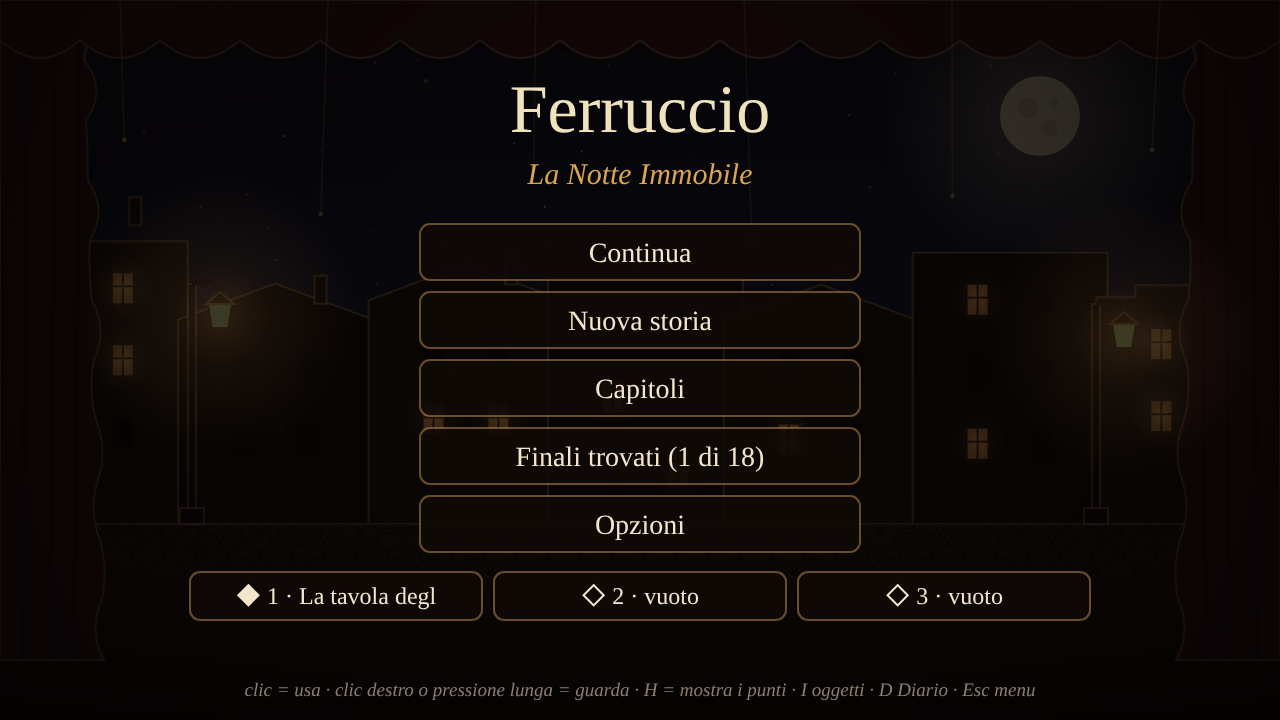 Ferruccio
La Notte Immobile
Continua
Nuova storia
Capitoli
Finali trovati (1 di 18)
Opzioni
◆ 1 · La tavola degl
◇ 2 · vuoto
◇ 3 · vuoto
clic = usa · clic destro o pressione lunga = guarda · H = mostra i punti · I oggetti · D Diario · Esc menu